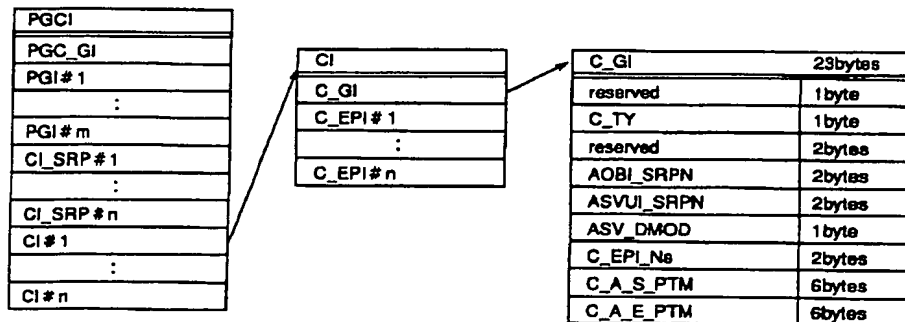 PGCI
PGC_GI
PGI#1
:
PGI#m
CI_SRP#1
:
CI_SRP#n
CI#1
:
CI#n
CI
C_GI
C_EPI#1
:
C_EPI#n
C_GI 23bytes
reserved 1byte
C_TY 1byte
reserved 2bytes
AOBI_SRPN 2bytes
ASVUI_SRPN 2bytes
ASV_DMOD 1byte
C_EPI_Ns 2bytes
C_A_S_PTM 6bytes
C_A_E_PTM 6bytes